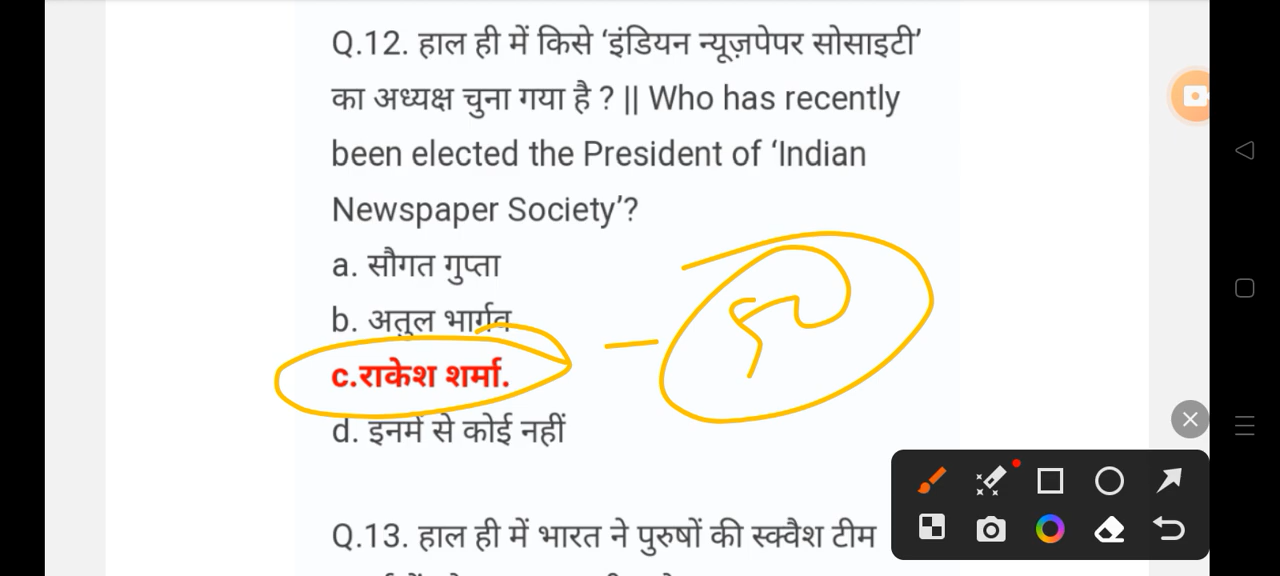 Q.12. हाल ही में किसे ‘इंडियन न्यूज़पेपर सोसाइटी’
का अध्यक्ष चुना गया है ? || Who has recently
been elected the President of ‘Indian
Newspaper Society’?
a. सौगत गुप्ता
b. अतुल भार्गव
c.राकेश शर्मा.
d. इनमें से कोई नहीं
Q.13. हाल ही में भारत ने पुरुषों की स्क्वैश टीम